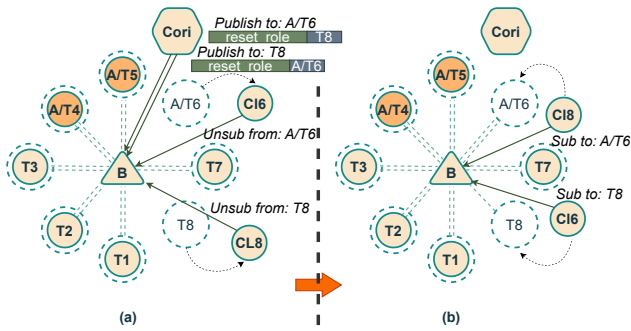 Cori
Publish to: A/T6
reset_role T8
Publish to: T8
reset_role A/T6
A/T5
A/T6
A/T4
Cl6
Unsub from: A/T6
T3
B
T7
Unsub from: T8
T2
T8
CL8
T1
(a)
Cori
A/T5
A/T6
A/T4
Cl8
Sub to: A/T6
T3
B
T7
Sub to: T8
T2
T8
Cl6
T1
(b)